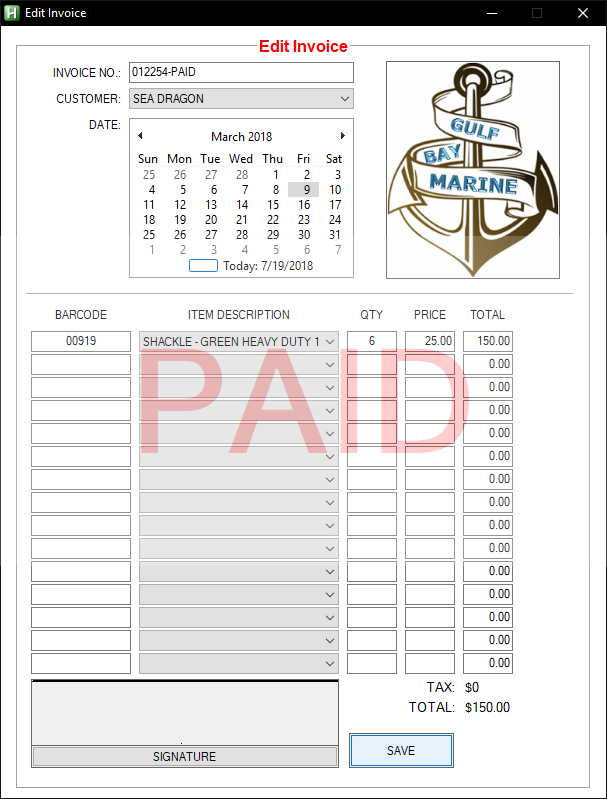 Edit Invoice
Edit Invoice
INVOICE NO.: 012254-PAID
CUSTOMER: SEA DRAGON
DATE:
March 2018
Sun Mon Tue Wed Thu Fri Sat
25 26 27 28 1 2 3
4 5 6 7 8 9 10
11 12 13 14 15 16 17
18 19 20 21 22 23 24
25 26 27 28 29 30 31
1 2 3 4 5 6 7
Today: 7/19/2018
GULF
BAY
MARINE
BARCODE ITEM DESCRIPTION QTY PRICE TOTAL
00919 SHACKLE - GREEN HEAVY DUTY 1 6 25.00 150.00
0.00
0.00
0.00
0.00
0.00
0.00
0.00
0.00
0.00
0.00
0.00
0.00
0.00
0.00
PAID
TAX: $0
TOTAL: $150.00
SIGNATURE
SAVE